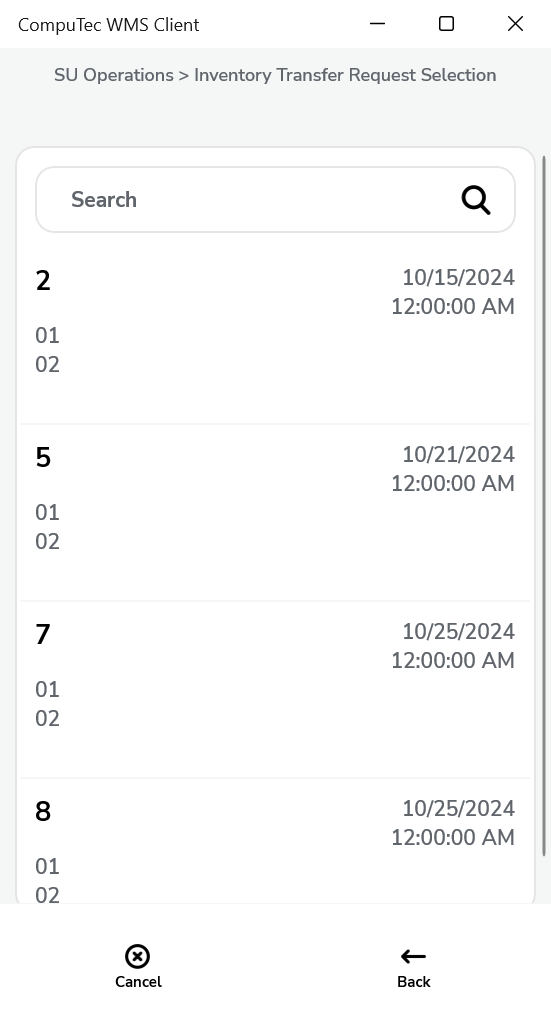 CompuTec WMS Client
SU Operations > Inventory Transfer Request Selection
Search
2
10/15/2024
12:00:00 AM
01
02
5
10/21/2024
12:00:00 AM
01
02
7
10/25/2024
12:00:00 AM
01
02
8
10/25/2024
12:00:00 AM
01
02
Cancel
Back